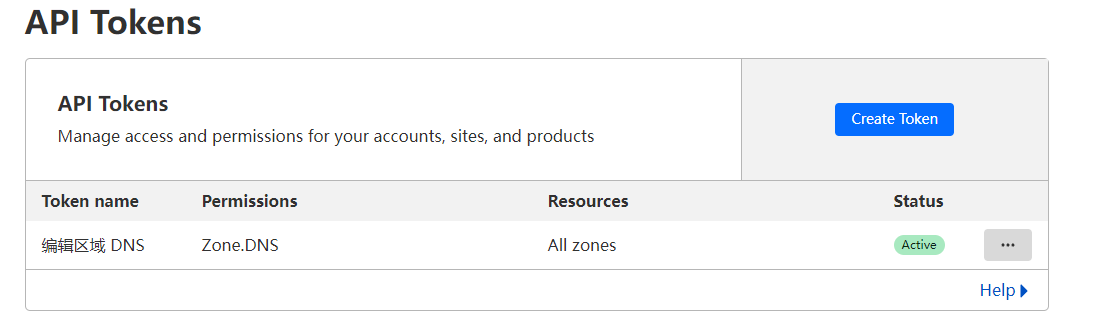 API Tokens
API Tokens
Manage access and permissions for your accounts, sites, and products
Create Token
Token name Permissions Resources Status
编辑区域 DNS Zone.DNS All zones Active ...
Help